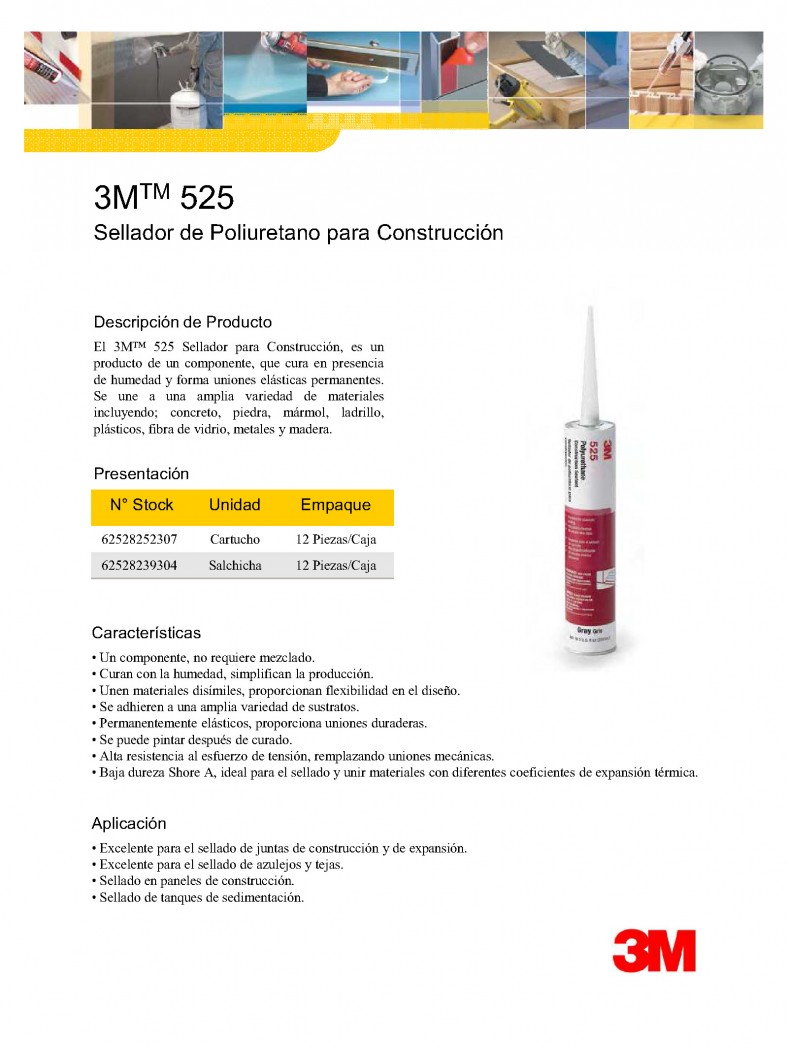 3M™ 525
Sellador de Poliuretano para Construcción
Descripción de Producto
El 3M™ 525 Sellador para Construcción, es un
producto de un componente, que cura en presencia
de humedad y forma uniones elásticas permanentes.
Se une a una amplia variedad de materiales
incluyendo; concreto, piedra, mármol, ladrillo,
plásticos, fibra de vidrio, metales y madera.
Presentación
N° Stock Unidad Empaque
62528252307 Cartucho 12 Piezas/Caja
62528239304 Salchicha 12 Piezas/Caja
3M
525
Polyurethane
Construction Sealant
Gray Gris
Características
• Un componente, no requiere mezclado.
• Curan con la humedad, simplifican la producción.
• Unen materiales disímiles, proporcionan flexibilidad en el diseño.
• Se adhieren a una amplia variedad de sustratos.
• Permanentemente elásticos, proporciona uniones duraderas.
• Se puede pintar después de curado.
• Alta resistencia al esfuerzo de tensión, remplazando uniones mecánicas.
• Baja dureza Shore A, ideal para el sellado y unir materiales con diferentes coeficientes de expansión térmica.
Aplicación
• Excelente para el sellado de juntas de construcción y de expansión.
• Excelente para el sellado de azulejos y tejas.
• Sellado en paneles de construcción.
• Sellado de tanques de sedimentación.
3M